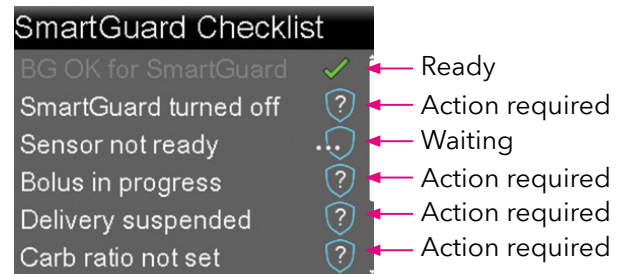 SmartGuard Checklist
BG OK for SmartGuard Ready
SmartGuard turned off ? Action required
Sensor not ready ... Waiting
Bolus in progress ? Action required
Delivery suspended ? Action required
Carb ratio not set ? Action required